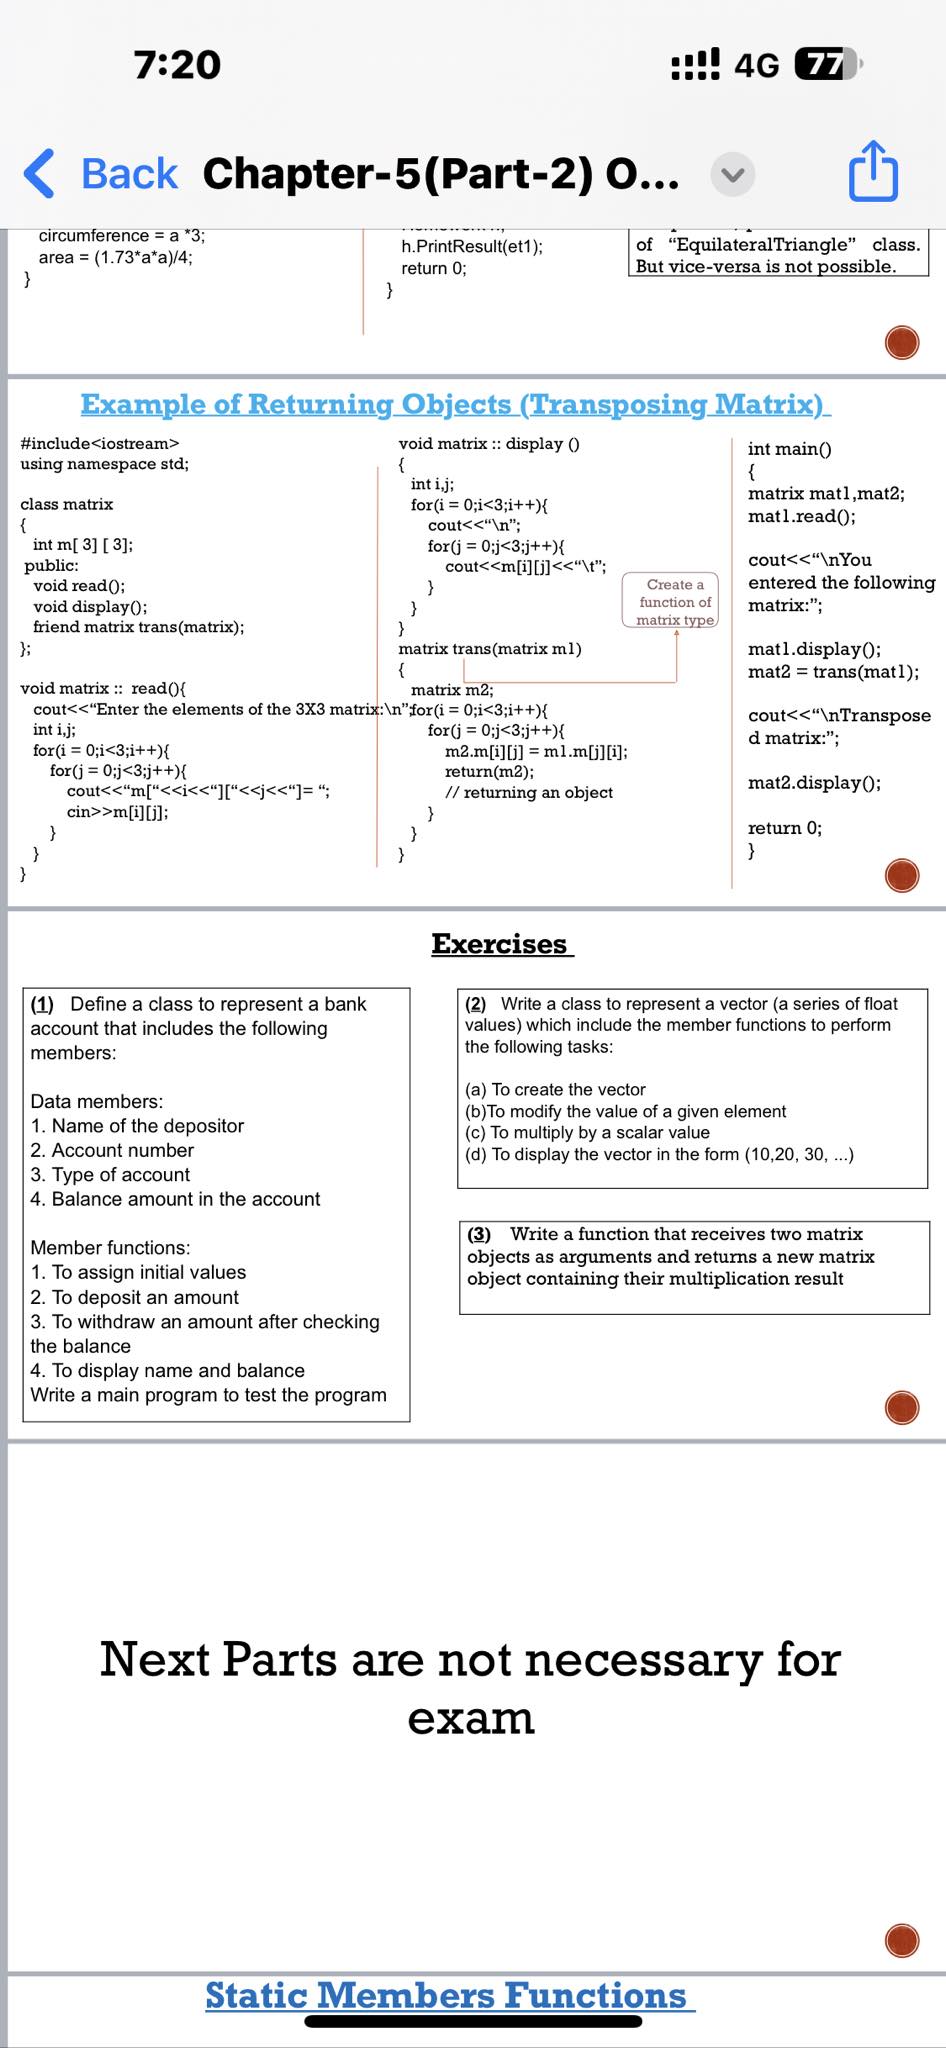 7:20
4G 77
Back Chapter-5(Part-2) O...
circumference = a *3;
area = (1.73*a*a)/4;
}
h.PrintResult(et1);
return 0;
}
of “EquilateralTriangle” class.
But vice-versa is not possible.
Example of Returning Objects (Transposing Matrix)
#include<iostream>
using namespace std;
class matrix
{
int m[ 3] [ 3];
public:
void read();
void display();
friend matrix trans(matrix);
};
void matrix :: read(){
cout<<“Enter the elements of the 3X3 matrix:\n”;
int i,j;
for(i = 0;i<3;i++){
for(j = 0;j<3;j++){
cout<<“m[“<<i<<“][“<<j<<“]= “;
cin>>m[i][j];
}
}
}
void matrix :: display ()
{
int i,j;
for(i = 0;i<3;i++){
cout<<“\n”;
for(j = 0;j<3;j++){
cout<<m[i][j]<<“\t”;
}
}
}
matrix trans(matrix m1)
{
matrix m2;
for(i = 0;i<3;i++){
for(j = 0;j<3;j++){
m2.m[i][j] = m1.m[j][i];
return(m2);
// returning an object
}
}
}
Create a
function of
matrix type
int main()
{
matrix mat1,mat2;
mat1.read();
cout<<“\nYou
entered the following
matrix:”;
mat1.display();
mat2 = trans(mat1);
cout<<“\nTranspose
d matrix:”;
mat2.display();
return 0;
}
Exercises
(1) Define a class to represent a bank
account that includes the following
members:
Data members:
1. Name of the depositor
2. Account number
3. Type of account
4. Balance amount in the account
Member functions:
1. To assign initial values
2. To deposit an amount
3. To withdraw an amount after checking
the balance
4. To display name and balance
Write a main program to test the program
(2) Write a class to represent a vector (a series of float
values) which include the member functions to perform
the following tasks:
(a) To create the vector
(b)To modify the value of a given element
(c) To multiply by a scalar value
(d) To display the vector in the form (10,20, 30, ...)
(3) Write a function that receives two matrix
objects as arguments and returns a new matrix
object containing their multiplication result
Next Parts are not necessary for
exam
Static Members Functions